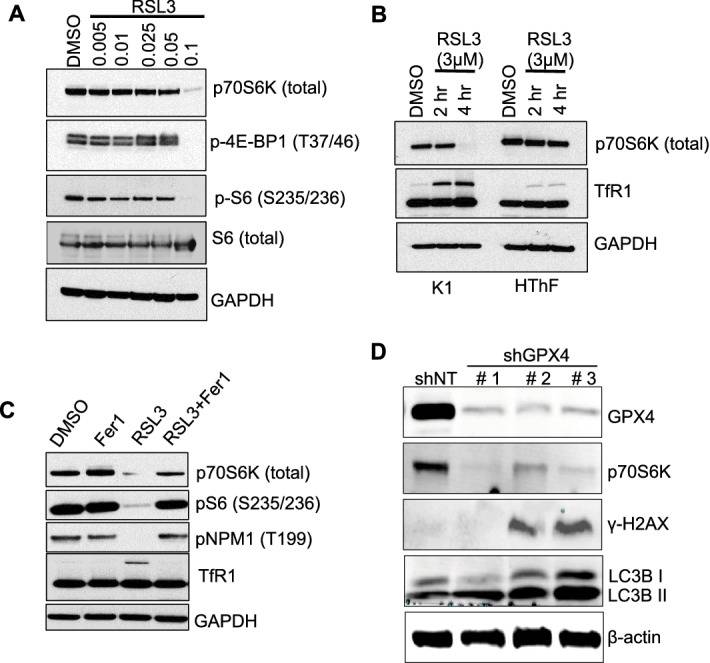 A
RSL3
DMSO
0.005
0.01
0.025
0.05
0.1
p70S6K (total)
p-4E-BP1 (T37/46)
p-S6 (S235/236)
S6 (total)
GAPDH
B
RSL3
(3μM)
RSL3
(3μM)
DMSO
2 hr
4 hr
DMSO
2 hr
4 hr
p70S6K (total)
TfR1
GAPDH
K1
HThF
C
DMSO
Fer1
RSL3
RSL3+Fer1
p70S6K (total)
pS6 (S235/236)
pNPM1 (T199)
TfR1
GAPDH
D
shGPX4
shNT
# 1
# 2
# 3
GPX4
p70S6K
γ-H2AX
LC3B I
LC3B II
β-actin